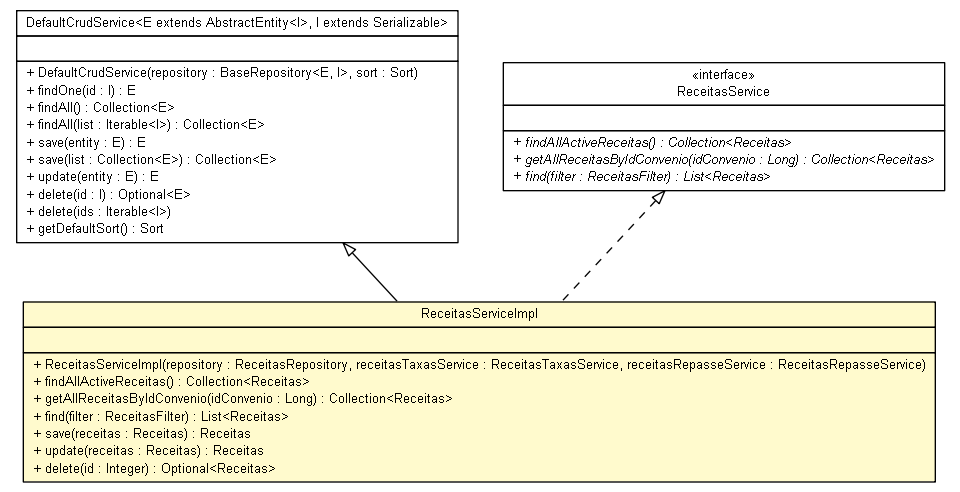 DefaultCrudService<E extends AbstractEntity<I>, I extends Serializable>
+ DefaultCrudService(repository : BaseRepository<E, I>, sort : Sort)
+ findOne(id : I) : E
+ findAll() : Collection<E>
+ findAll(list : Iterable<I>) : Collection<E>
+ save(entity : E) : E
+ save(list : Collection<E>) : Collection<E>
+ update(entity : E) : E
+ delete(id : I) : Optional<E>
+ delete(ids : Iterable<I>)
+ getDefaultSort() : Sort
«interface»
ReceitasService
+ findAllActiveReceitas() : Collection<Receitas>
+ getAllReceitasByIdConvenio(idConvenio : Long) : Collection<Receitas>
+ find(filter : ReceitasFilter) : List<Receitas>
ReceitasServiceImpl
+ ReceitasServiceImpl(repository : ReceitasRepository, receitasTaxasService : ReceitasTaxasService, receitasRepasseService : ReceitasRepasseService)
+ findAllActiveReceitas() : Collection<Receitas>
+ getAllReceitasByIdConvenio(idConvenio : Long) : Collection<Receitas>
+ find(filter : ReceitasFilter) : List<Receitas>
+ save(receitas : Receitas) : Receitas
+ update(receitas : Receitas) : Receitas
+ delete(id : Integer) : Optional<Receitas>